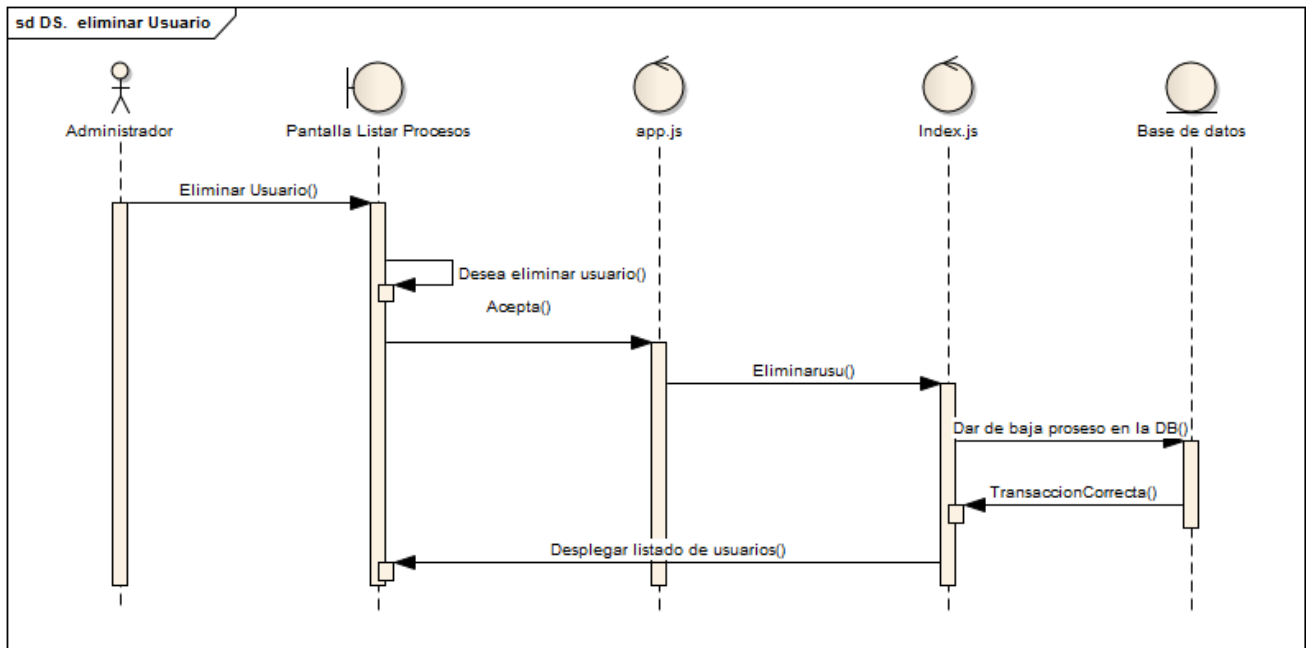 sd DS. eliminar Usuario
Administrador
Pantalla Listar Procesos
app.js
Index.js
Base de datos
Eliminar Usuario()
Desea eliminar usuario()
Acepta()
Eliminarusu()
Dar de baja proseso en la DB()
TransaccionCorrecta()
Desplegar listado de usuarios()